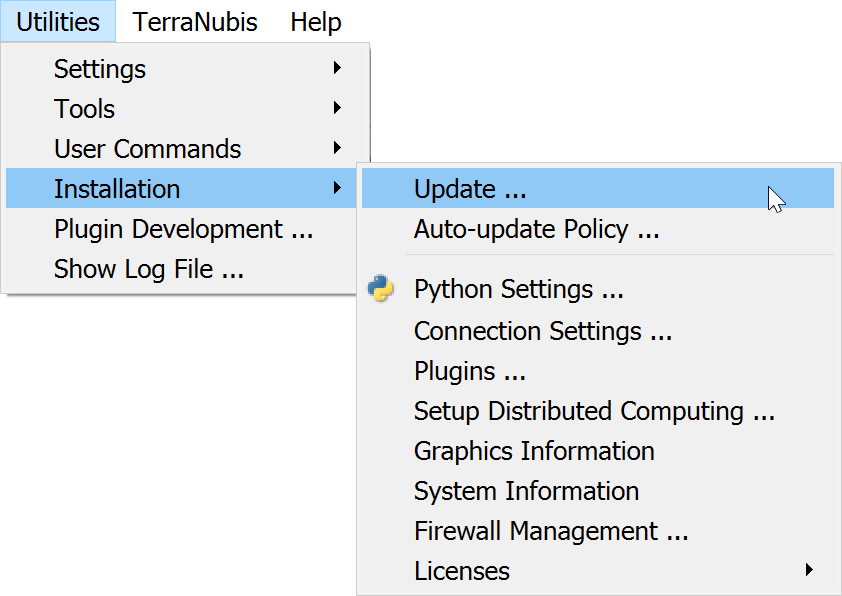 Utilities TerraNubis Help
Settings
Tools
User Commands
Installation
Plugin Development ...
Show Log File ...
Update ...
Auto-update Policy ...
Python Settings ...
Connection Settings ...
Plugins ...
Setup Distributed Computing ...
Graphics Information
System Information
Firewall Management ...
Licenses